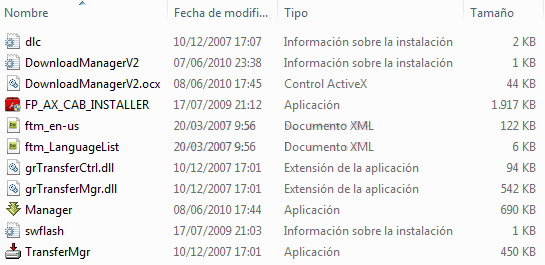 Nombre Fecha de modifi... Tipo Tamaño
dlc 10/12/2007 17:07 Información sobre la instalación 2 KB
DownloadManagerV2 07/06/2010 23:38 Información sobre la instalación 1 KB
DownloadManagerV2.ocx 08/06/2010 17:45 Control ActiveX 44 KB
FP_AX_CAB_INSTALLER 17/07/2009 21:12 Aplicación 1.917 KB
ftm_en-us 20/03/2007 9:56 Documento XML 122 KB
ftm_LanguageList 20/03/2007 9:56 Documento XML 6 KB
grTransferCtrl.dll 10/12/2007 17:01 Extensión de la aplicación 94 KB
grTransferMgr.dll 10/12/2007 17:01 Extensión de la aplicación 542 KB
Manager 08/06/2010 17:44 Aplicación 690 KB
swflash 17/07/2009 21:03 Información sobre la instalación 1 KB
TransferMgr 10/12/2007 17:01 Aplicación 450 KB